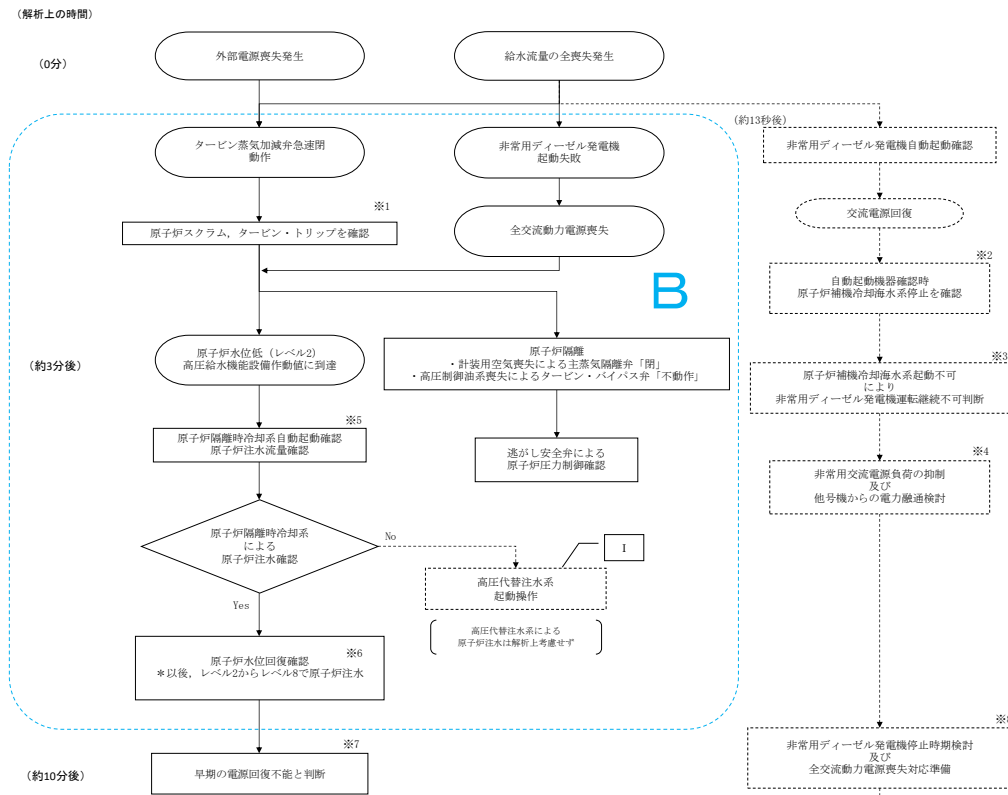 （解析上の時間）
（0分）
外部電源喪失発生
給水流量の全喪失発生
（約13秒後）
タービン蒸気加減弁急速閉
動作
非常用ディーゼル発電機
起動失敗
非常用ディーゼル発電機自動起動確認
※1
原子炉スクラム，タービン・トリップを確認
全交流動力電源喪失
交流電源回復
B
※2
自動起動機器確認時
原子炉補機冷却海水系停止を確認
（約3分後）
原子炉水位低（レベル2）
高圧給水機能設備作動値に到達
原子炉隔離
・計装用空気喪失による主蒸気隔離弁「閉」
・高圧制御油系喪失によるタービン・バイパス弁「不動作」
※3
原子炉補機冷却海水系起動不可
により
非常用ディーゼル発電機運転継続不可判断
※5
原子炉隔離時冷却系自動起動確認
原子炉注水流量確認
逃がし安全弁による
原子炉圧力制御確認
※4
非常用交流電源負荷の抑制
及び
他号機からの電力融通検討
原子炉隔離時冷却系
による
原子炉注水確認
No
I
高圧代替注水系
起動操作
Yes
高圧代替注水系による
原子炉注水は解析上考慮せず
※6
原子炉水位回復確認
＊以後，レベル2からレベル8で原子炉注水
※7
（約10分後）
早期の電源回復不能と判断
非常用ディーゼル発電機停止時期検討
及び
全交流動力電源喪失対応準備